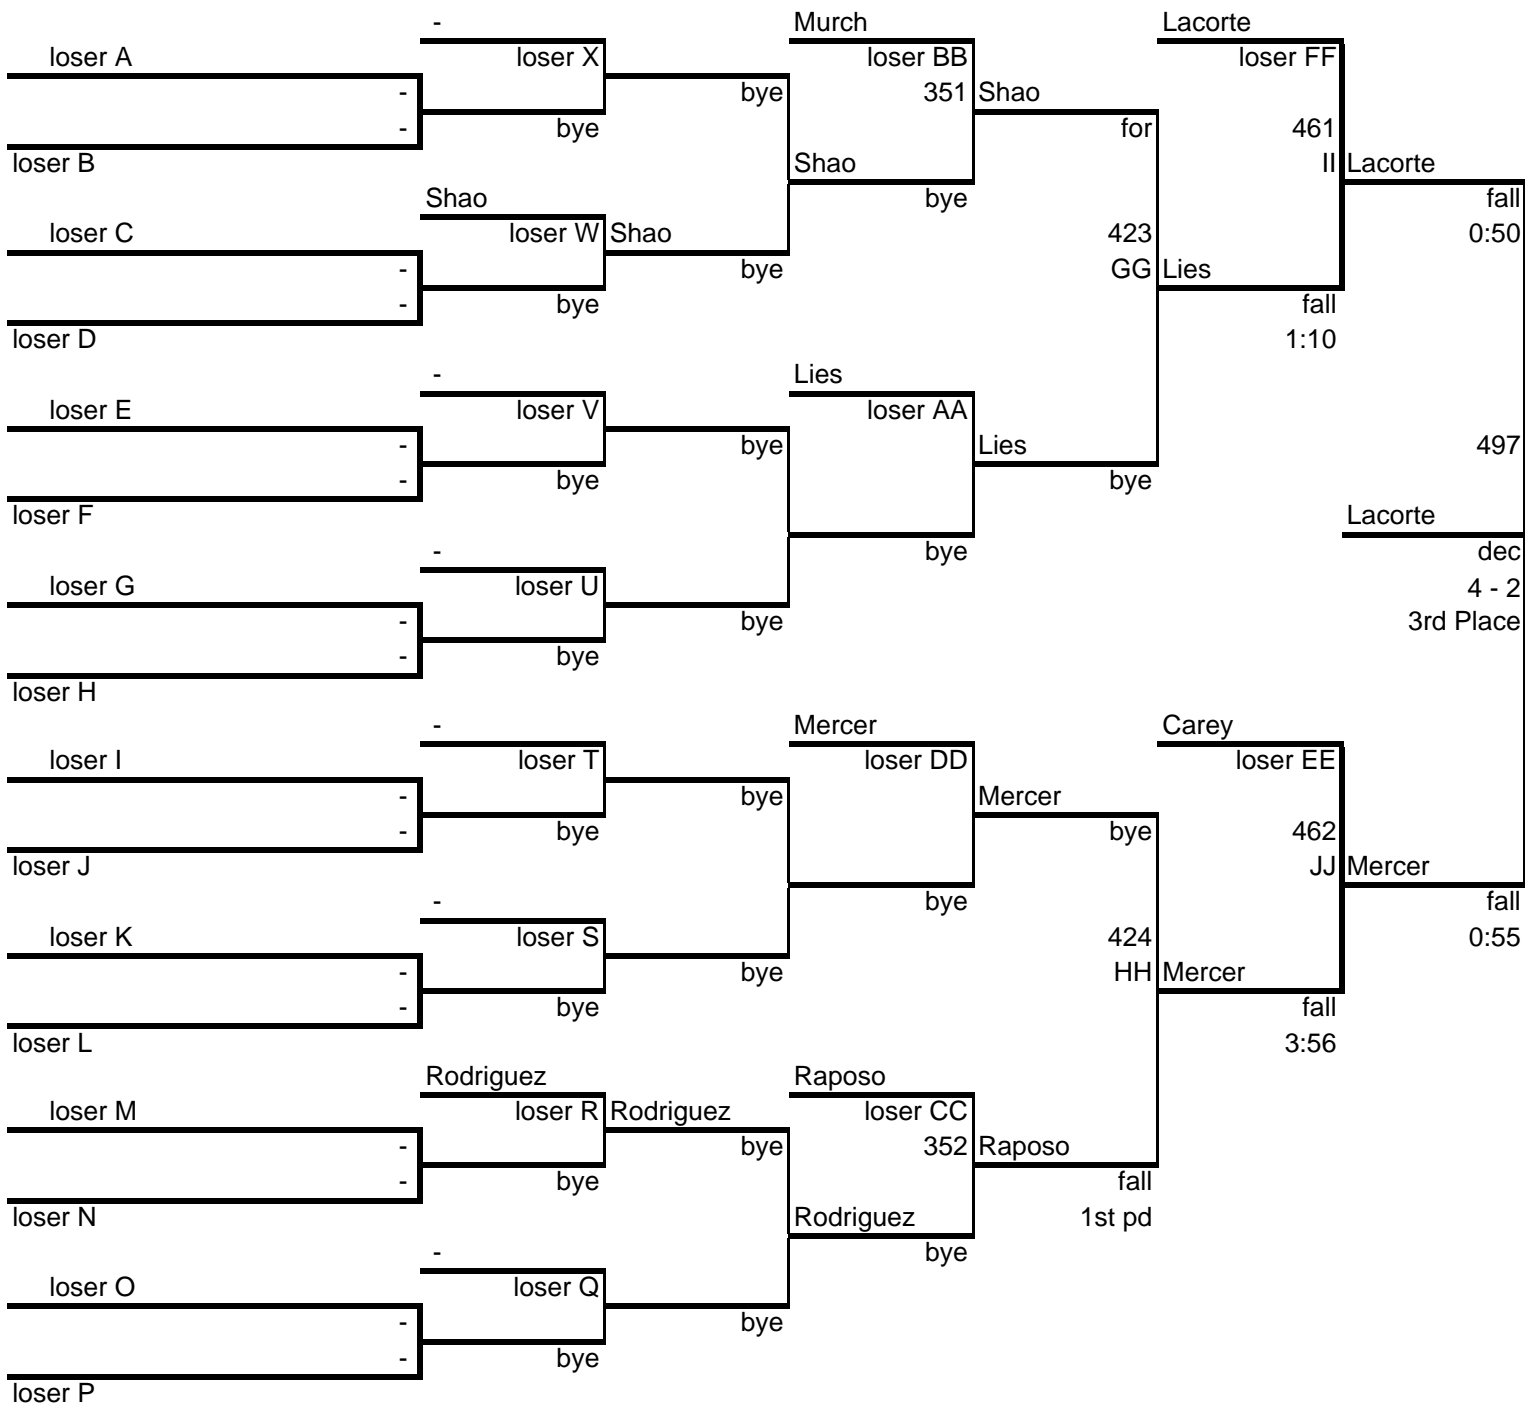 -
Murch
Lacorte
loser A
loser X
loser BB
loser FF
-
bye
351
Shao
-
bye
for
461
loser B
Shao
II
Lacorte
Shao
bye
fall
loser C
loser W
Shao
423
0:50
-
bye
GG
Lies
-
bye
fall
loser D
1:10
-
Lies
loser E
loser V
loser AA
-
bye
Lies
497
-
bye
bye
loser F
Lacorte
-
bye
dec
loser G
loser U
4 - 2
-
bye
3rd Place
-
bye
loser H
-
Mercer
Carey
loser I
loser T
loser DD
loser EE
-
bye
Mercer
-
bye
bye
462
loser J
JJ
Mercer
-
bye
fall
loser K
loser S
424
0:55
-
bye
HH
Mercer
-
bye
fall
loser L
3:56
Rodriguez
Raposo
loser M
loser R
Rodriguez
loser CC
-
bye
352
Raposo
-
bye
fall
loser N
Rodriguez
1st pd
-
bye
loser O
loser Q
-
bye
-
bye
loser P